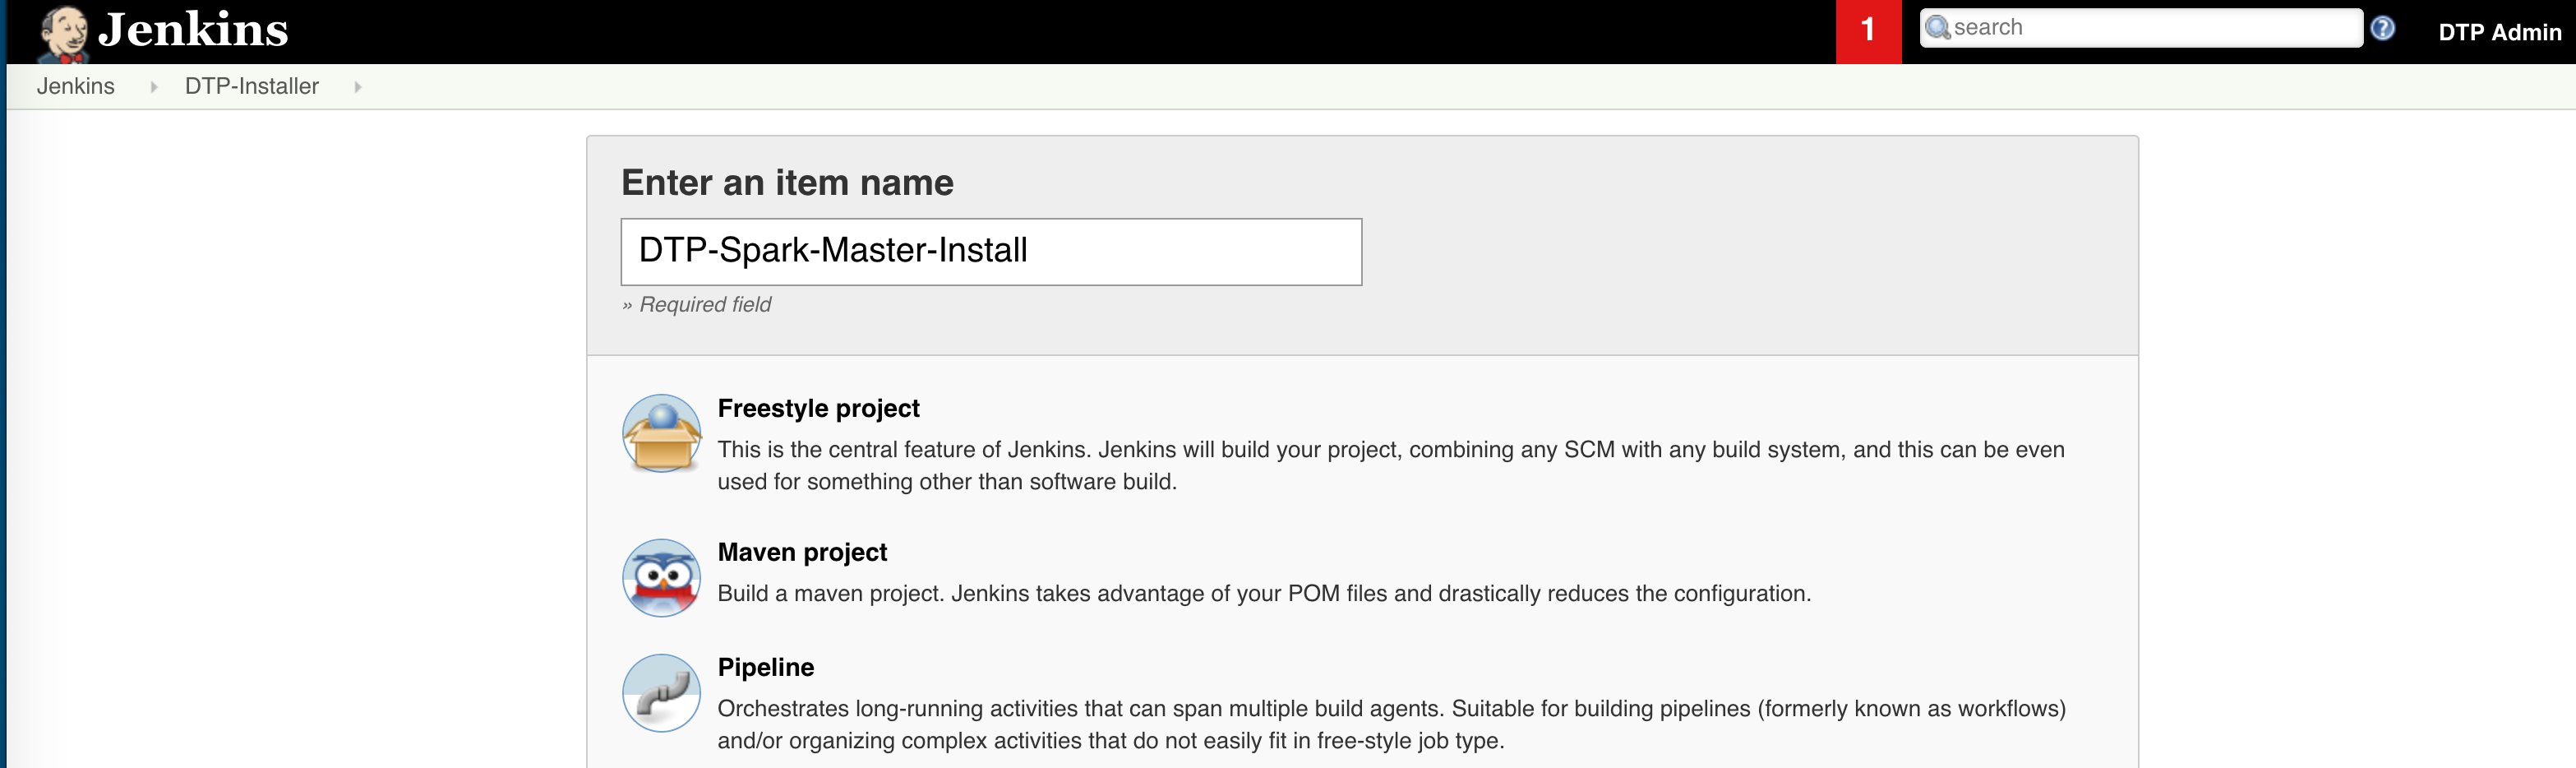 Jenkins
1
search
DTP Admin
Jenkins
DTP-Installer
Enter an item name
DTP-Spark-Master-Install
» Required field
Freestyle project
This is the central feature of Jenkins. Jenkins will build your project, combining any SCM with any build system, and this can be even
used for something other than software build.
Maven project
Build a maven project. Jenkins takes advantage of your POM files and drastically reduces the configuration.
Pipeline
Orchestrates long-running activities that can span multiple build agents. Suitable for building pipelines (formerly known as workflows)
and/or organizing complex activities that do not easily fit in free-style job type.